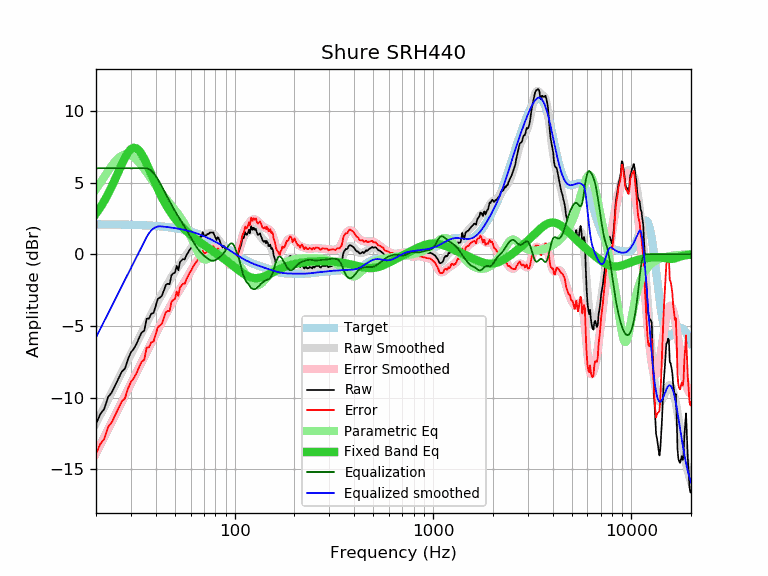 Shure SRH440
Amplitude (dBr)
10
5
0
−5
−10
−15
Target
Raw Smoothed
Error Smoothed
Raw
Error
Parametric Eq
Fixed Band Eq
Equalization
Equalized smoothed
100 1000 10000
Frequency (Hz)